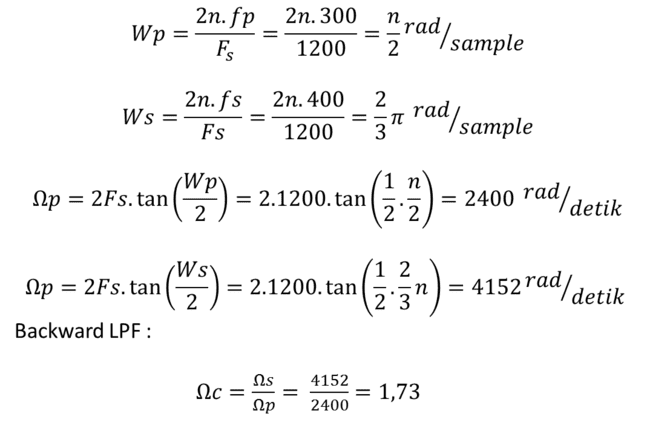 Wp = 2n.fp/F_s = 2n.300/1200 = n/2 rad/sample
Ws = 2n.fs/Fs = 2n.400/1200 = 2/3 π rad/sample
Ωp = 2Fs.tan(Wp/2) = 2.1200.tan(1/2 . n/2) = 2400 rad/detik
Ωp = 2Fs.tan(Ws/2) = 2.1200.tan(1/2 . 2/3 n) = 4152 rad/detik
Backward LPF :
Ωc = Ωs/Ωp = 4152/2400 = 1,73